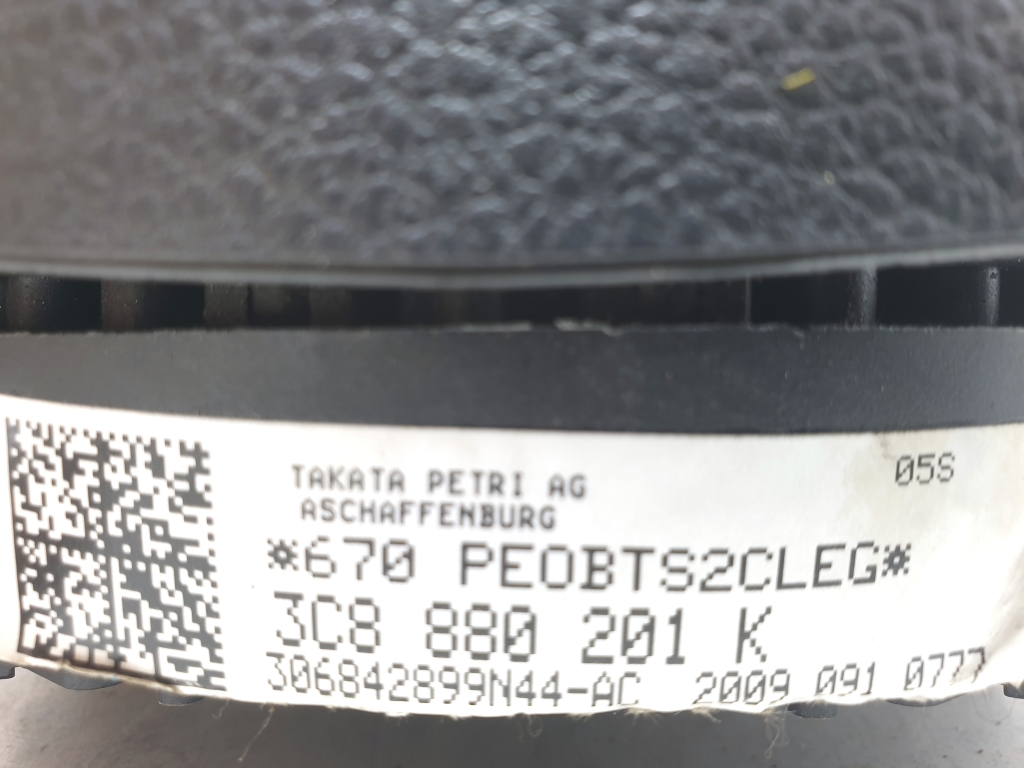 05S
TAKATA PETRI AG
ASCHAFFENBURG
*670 PEOBTS2CLEG*
3C8 880 201 K
306842899N44-AC 2009 091 0777